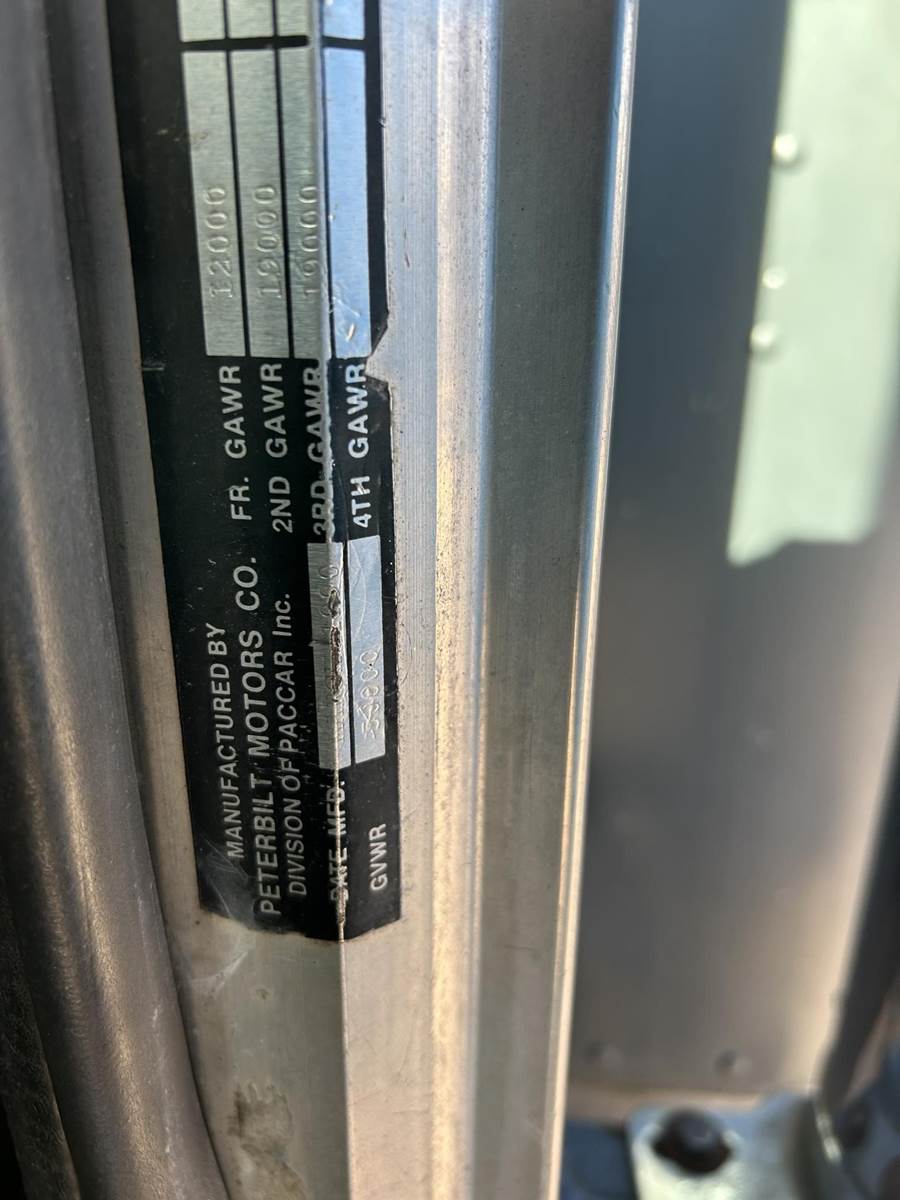 MANUFACTURED BY
PETERBILT MOTORS CO.
DIVISION OF PACCAR Inc.
DATE MFD.
GVWR
FR. GAWR 12000
2ND GAWR 19000
3RD GAWR 19000
4TH GAWR